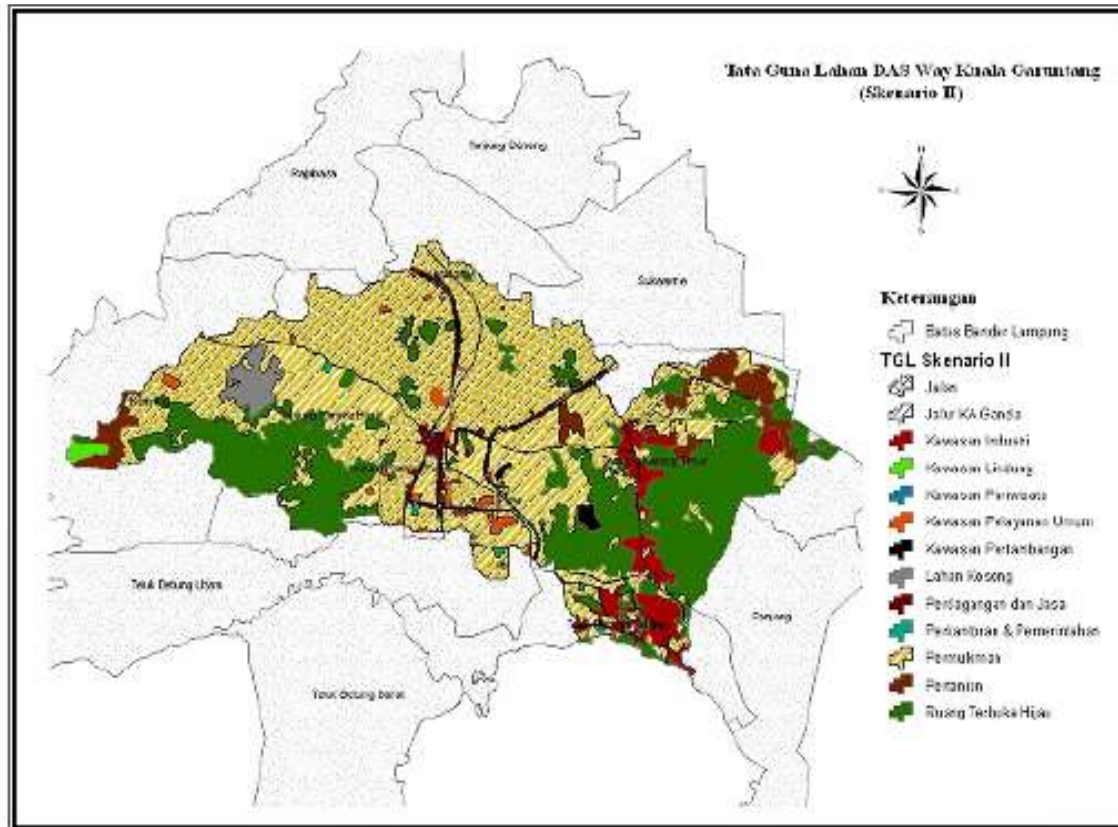 Tata Guna Lahan DAS Way Kuala Garuntang
(Skenario II)
N
Tanjung Senang
Rajabasa
Sukarame
Keterangan
Batas Bandar Lampung
TGL Skenario II
Jalan
Jalur KA Ganda
Kawasan Industri
Kawasan Lindung
Kawasan Pariwisata
Kawasan Pelayanan Umum
Kawasan Pertambangan
Lahan Kosong
Perdagangan dan Jasa
Perkantoran & Pemerintahan
Permukiman
Pertanian
Ruang Terbuka Hijau
Teluk Betung Utara
Panjang
Teluk Betung Barat